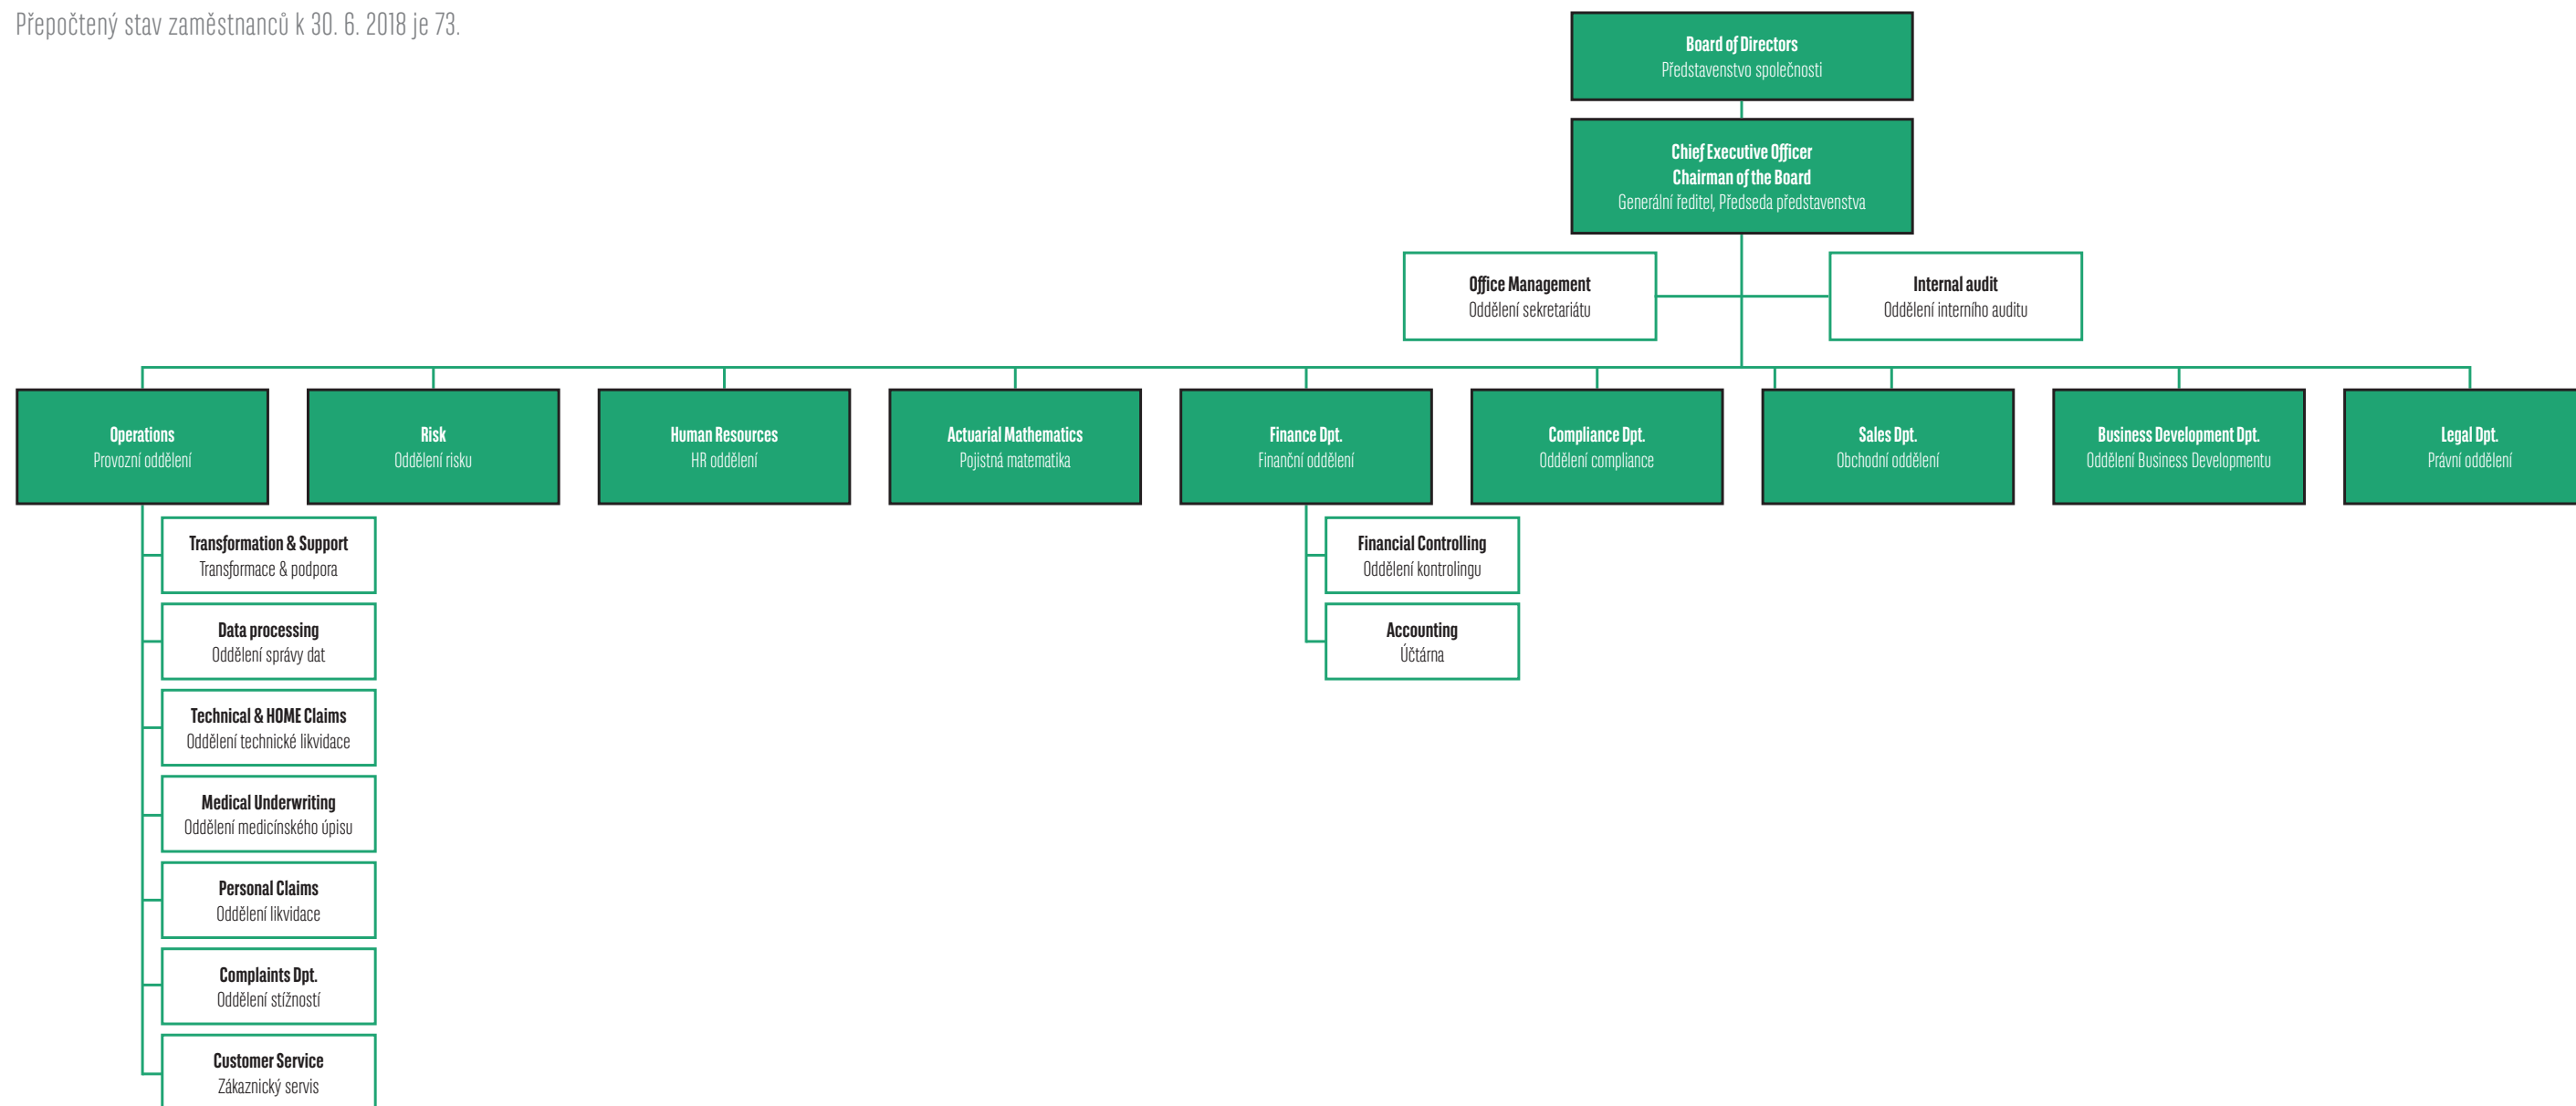 Přepočtený stav zaměstnanců k 30. 6. 2018 je 73.
Board of Directors
Představenstvo společnosti
Chief Executive Officer
Chairman of the Board
Generální ředitel, Předseda představenstva
Office Management
Oddělení sekretariátu
Internal audit
Oddělení interního auditu
Operations
Provozní oddělení
Risk
Oddělení risku
Human Resources
HR oddělení
Actuarial Mathematics
Pojistná matematika
Finance Dpt.
Finanční oddělení
Compliance Dpt.
Oddělení compliance
Sales Dpt.
Obchodní oddělení
Business Development Dpt.
Oddělení Business Developmentu
Legal Dpt.
Právní oddělení
Transformation & Support
Transformace & podpora
Data processing
Oddělení správy dat
Technical & HOME Claims
Oddělení technické likvidace
Medical Underwriting
Oddělení medicínského úpisu
Personal Claims
Oddělení likvidace
Complaints Dpt.
Oddělení stížností
Customer Service
Zákaznický servis
Financial Controlling
Oddělení kontrolingu
Accounting
Účtárna